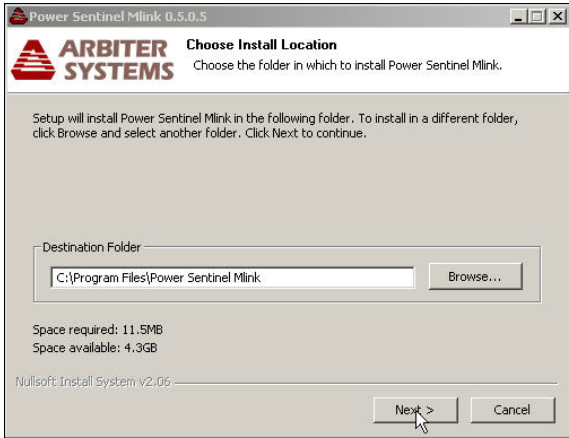 Power Sentinel Mlink 0.5.0.5
ARBITER
SYSTEMS
Choose Install Location
Choose the folder in which to install Power Sentinel Mlink.
Setup will install Power Sentinel Mlink in the following folder. To install in a different folder,
click Browse and select another folder. Click Next to continue.
Destination Folder
C:\Program Files\Power Sentinel Mlink
Browse...
Space required: 11.5MB
Space available: 4.3GB
Nullsoft Install System v2.06
Next >
Cancel